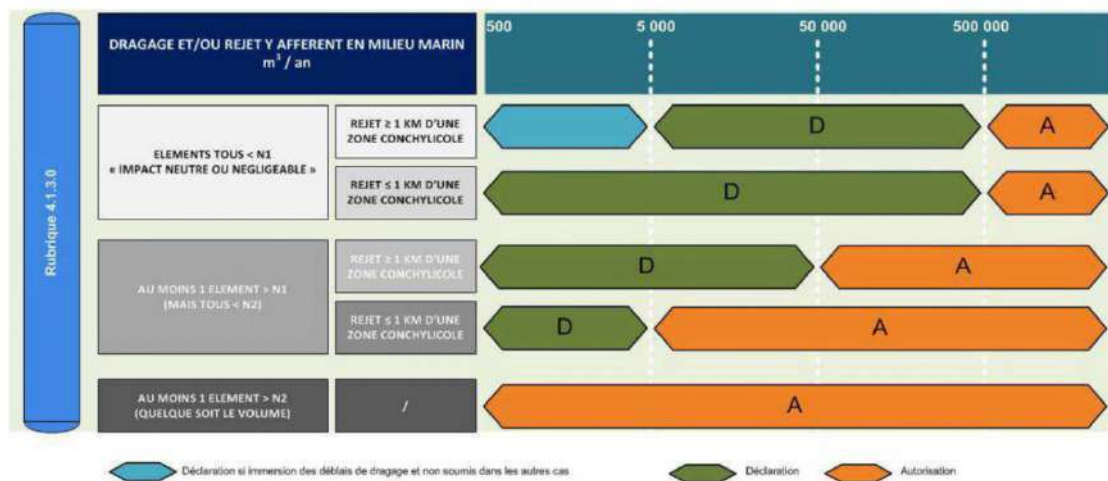 Rubrique 4.1.3.0
DRAGAGE ET/OU REJET Y AFFERENT EN MILIEU MARIN
m³ / an
500
5 000
50 000
500 000
ELEMENTS TOUS < N1
« IMPACT NEUTRE OU NEGLIGEABLE »
REJET ≥ 1 KM D'UNE
ZONE CONCHYLICOLE
D
A
REJET ≤ 1 KM D'UNE
ZONE CONCHYLICOLE
D
A
AU MOINS 1 ELEMENT > N1
(MAIS TOUS < N2)
REJET ≥ 1 KM D'UNE
ZONE CONCHYLICOLE
D
A
REJET ≤ 1 KM D'UNE
ZONE CONCHYLICOLE
D
A
AU MOINS 1 ELEMENT > N2
(QUELQUE SOIT LE VOLUME)
/
A
Déclaration si immersion des déblais de dragage et non soumis dans les autres cas
Déclaration
Autorisation